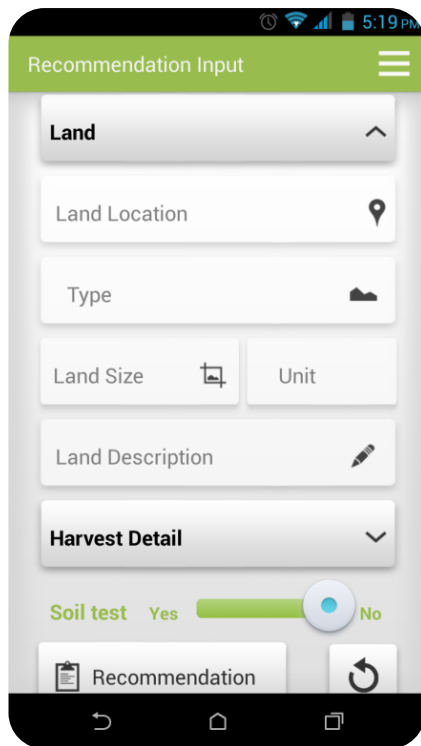 5:19 PM
Recommendation Input
Land
Land Location
Type
Land Size Unit
Land Description
Harvest Detail
Soil test Yes No
Recommendation